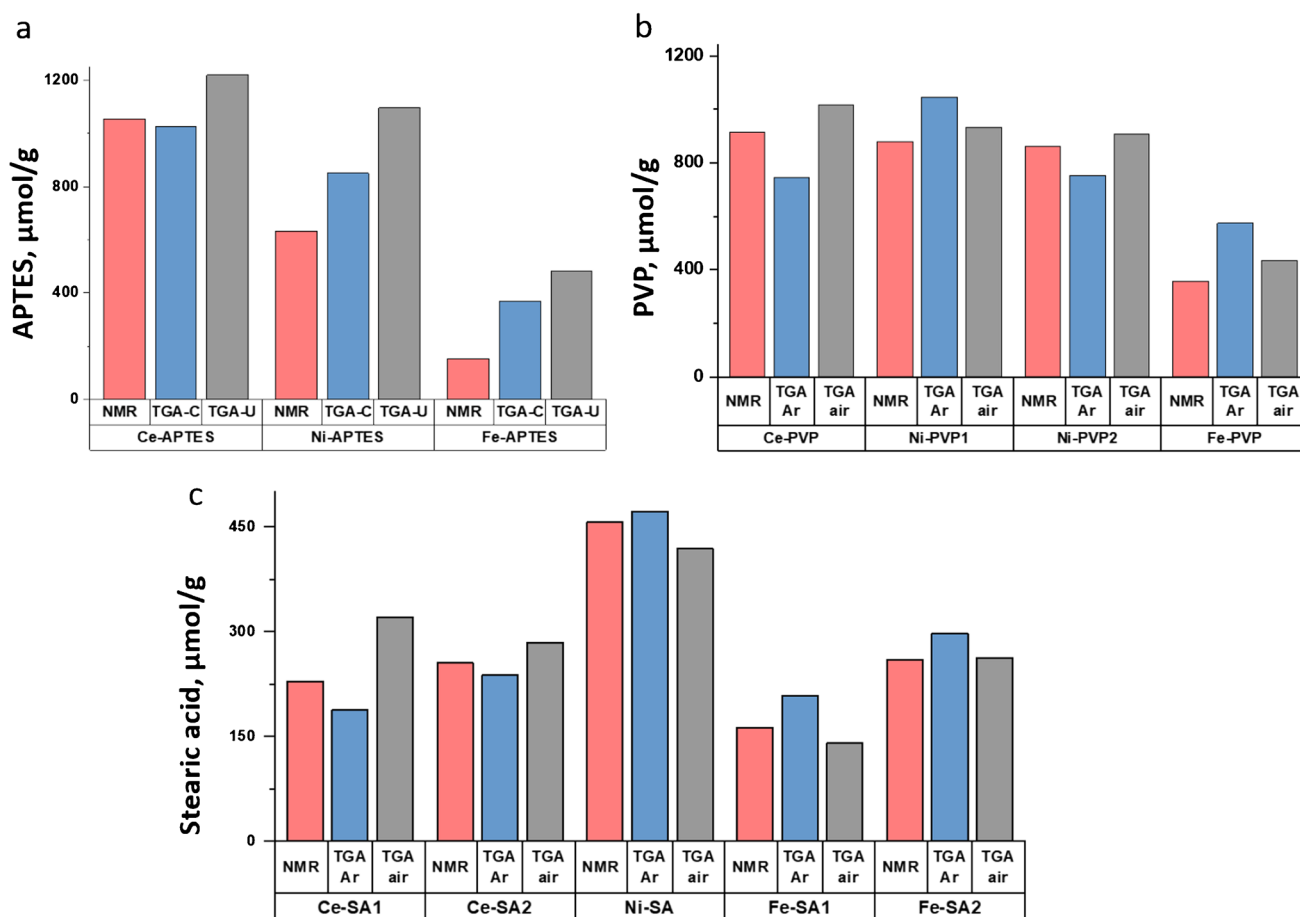 a
APTES, µmol/g
1200
800
400
0
NMR TGA-C TGA-U NMR TGA-C TGA-U NMR TGA-C TGA-U
Ce-APTES Ni-APTES Fe-APTES
b
PVP, µmol/g
1200
800
400
0
NMR TGA Ar TGA air NMR TGA Ar TGA air NMR TGA Ar TGA air NMR TGA Ar TGA air
Ce-PVP Ni-PVP1 Ni-PVP2 Fe-PVP
c
Stearic acid, µmol/g
450
300
150
0
NMR TGA Ar TGA air NMR TGA Ar TGA air NMR TGA Ar TGA air NMR TGA Ar TGA air NMR TGA Ar TGA air
Ce-SA1 Ce-SA2 Ni-SA Fe-SA1 Fe-SA2